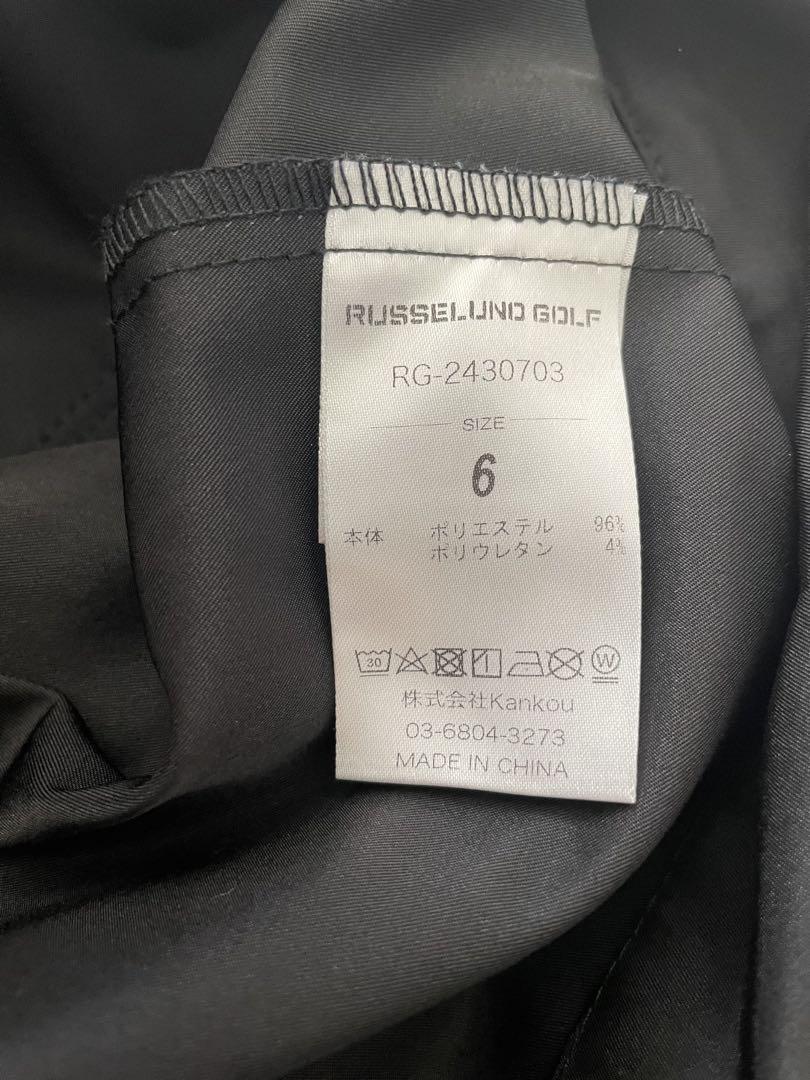 RUSSELUNO GOLF
RG-2430703
SIZE
6
本体 ポリエステル 96%
ポリウレタン 4%
30 W
株式会社Kankou
03-6804-3273
MADE IN CHINA